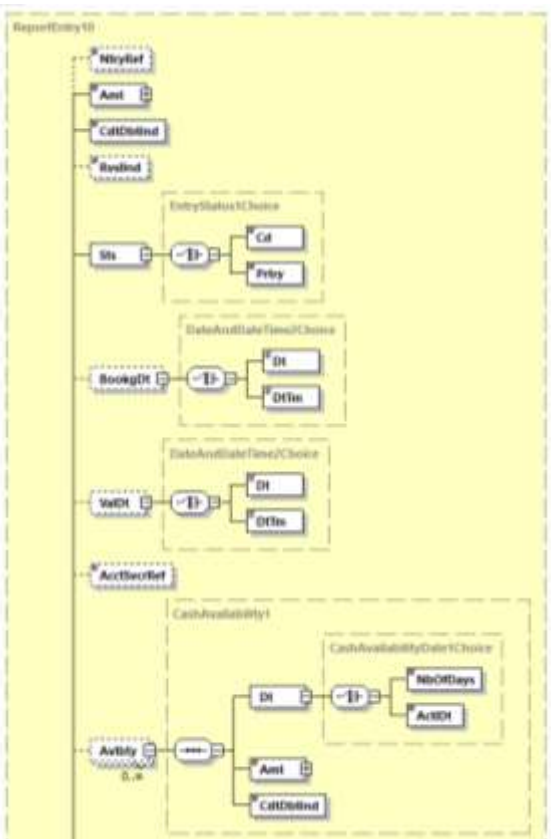 ReportEntry10
NtryRef
Amt
CdtDbtInd
RvslInd
EntryStatus1Choice
Sts
Cd
Prtry
DateAndDateTime2Choice
BookgDt
Dt
DtTm
DateAndDateTime2Choice
ValDt
Dt
DtTm
AcctSvcrRef
CashAvailability1
CashAvailabilityDate1Choice
Dt
NbOfDays
ActlDt
Avlbty
0..∞
Amt
CdtDbtInd